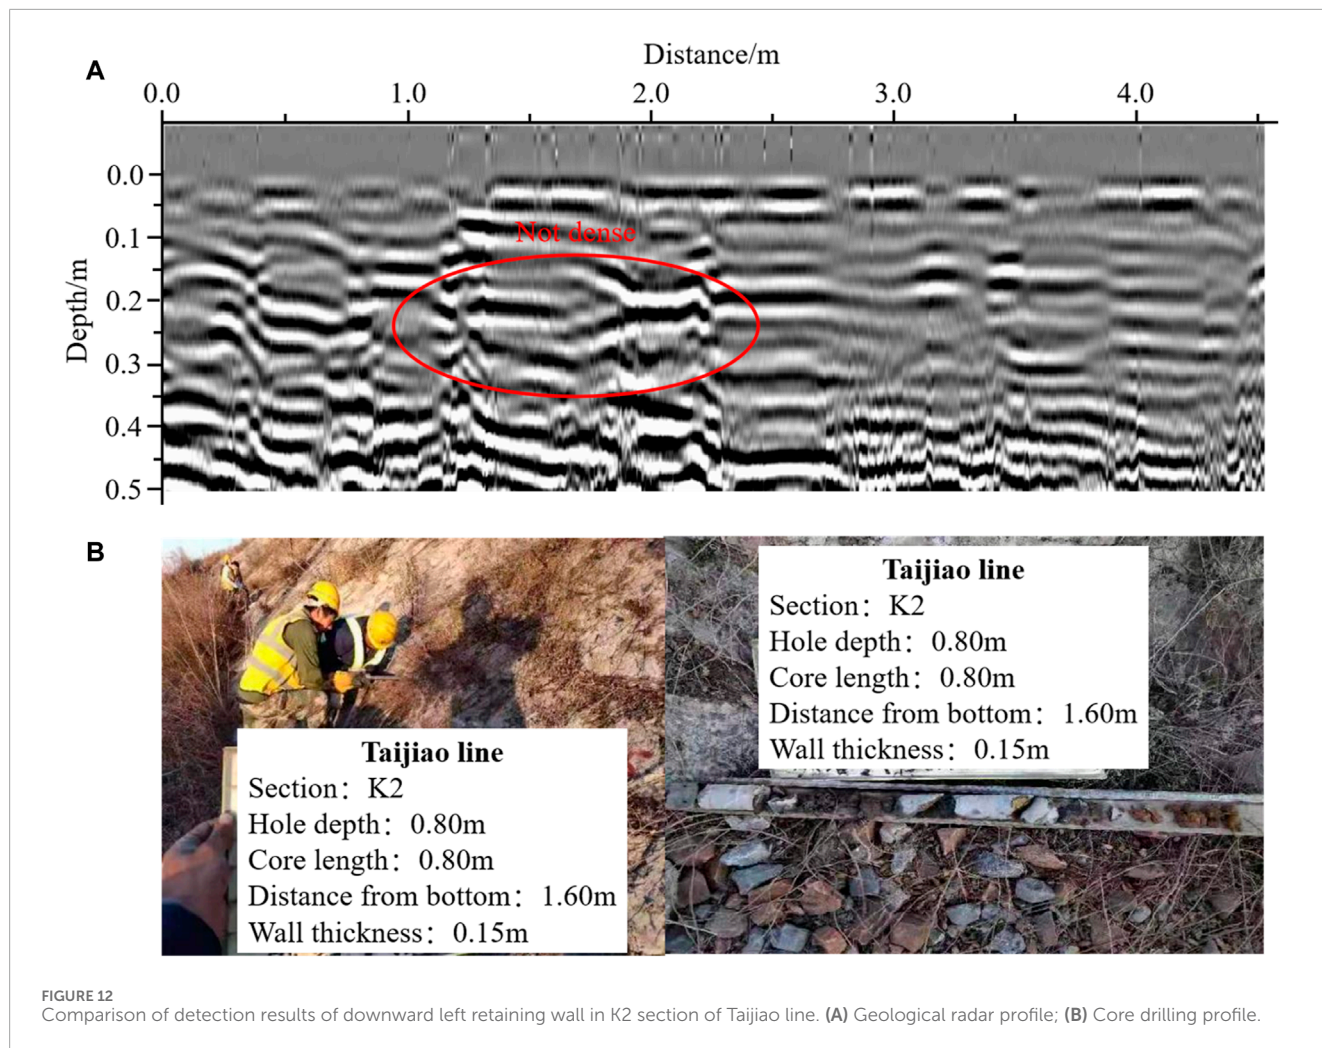 A
Distance/m
0.0 1.0 2.0 3.0 4.0
Depth/m
0.0
0.1
0.2
0.3
0.4
0.5
Not dense
B
Taijiao line
Section：K2
Hole depth：0.80m
Core length：0.80m
Distance from bottom：1.60m
Wall thickness：0.15m
Taijiao line
Section：K2
Hole depth：0.80m
Core length：0.80m
Distance from bottom：1.60m
Wall thickness：0.15m
FIGURE 12
Comparison of detection results of downward left retaining wall in K2 section of Taijiao line. (A) Geological radar profile; (B) Core drilling profile.